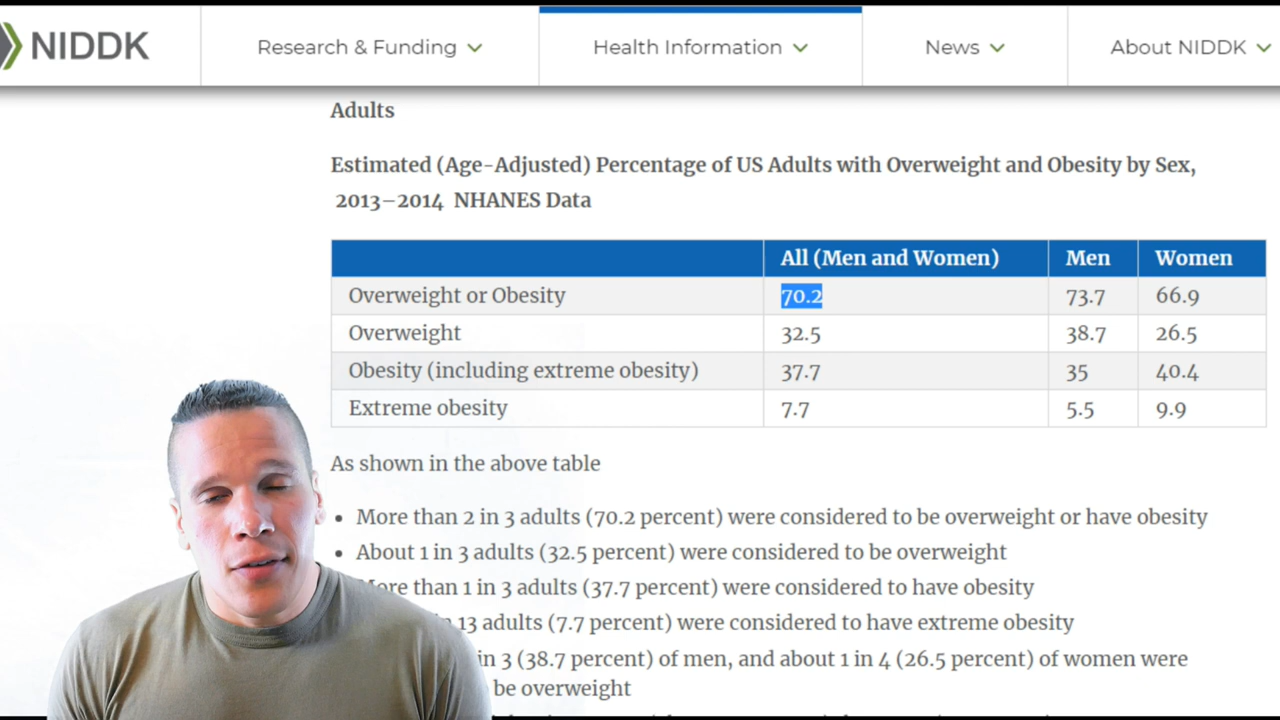 NIDDK
Research & Funding
Health Information
News
About NIDDK
Adults
Estimated (Age-Adjusted) Percentage of US Adults with Overweight and Obesity by Sex,
2013–2014 NHANES Data
All (Men and Women) Men Women
Overweight or Obesity 70.2 73.7 66.9
Overweight 32.5 38.7 26.5
Obesity (including extreme obesity) 37.7 35 40.4
Extreme obesity 7.7 5.5 9.9
As shown in the above table
• More than 2 in 3 adults (70.2 percent) were considered to be overweight or have obesity
• About 1 in 3 adults (32.5 percent) were considered to be overweight
than 1 in 3 adults (37.7 percent) were considered to have obesity
13 adults (7.7 percent) were considered to have extreme obesity
in 3 (38.7 percent) of men, and about 1 in 4 (26.5 percent) of women were
be overweight